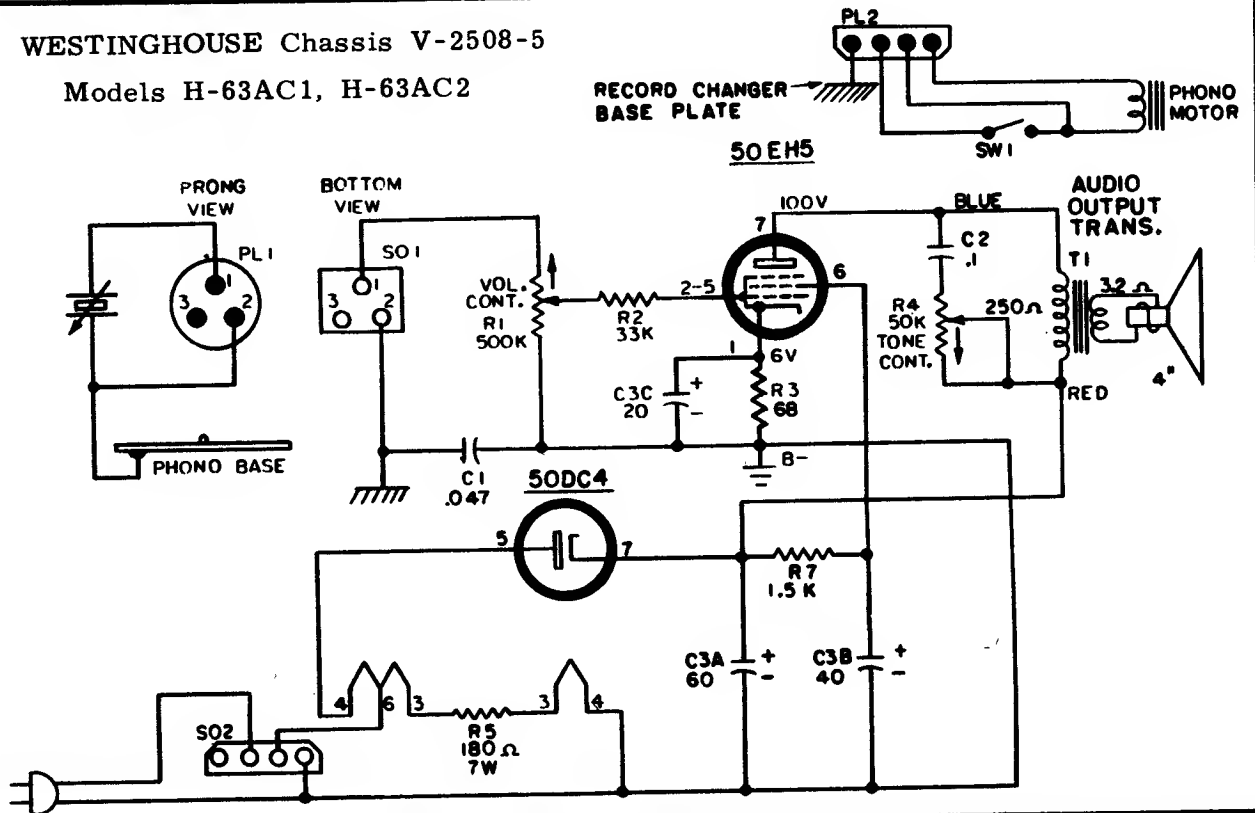 WESTINGHOUSE Chassis V-2508-5
Models H-63AC1, H-63AC2
PL2
RECORD CHANGER
BASE PLATE
PHONO
MOTOR
SW1
50EH5
PRONG
VIEW
PL1
1
2
3
BOTTOM
VIEW
SO1
1
2
3
VOL.
CONT.
R1
500K
R2
33K
2-5
7
100V
6
1
6V
BLUE
C2
.1
R4
50K
TONE
CONT.
250Ω
AUDIO
OUTPUT
TRANS.
T1
3.2 Ω
4"
RED
C3C
20
+
-
R3
68
B-
PHONO BASE
C1
.047
50DC4
5
7
R7
1.5K
C3A
60
+
-
C3B
40
+
-
4
6
3
R5
180Ω
7W
3
4
SO2